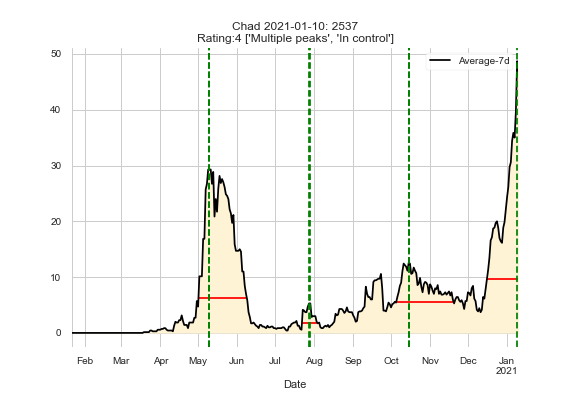 Chad 2021-01-10: 2537
Rating:4 ['Multiple peaks', 'In control']
50
Average-7d
40
30
20
10
0
Feb Mar Apr May Jun Jul Aug Sep Oct Nov Dec Jan
2021
Date